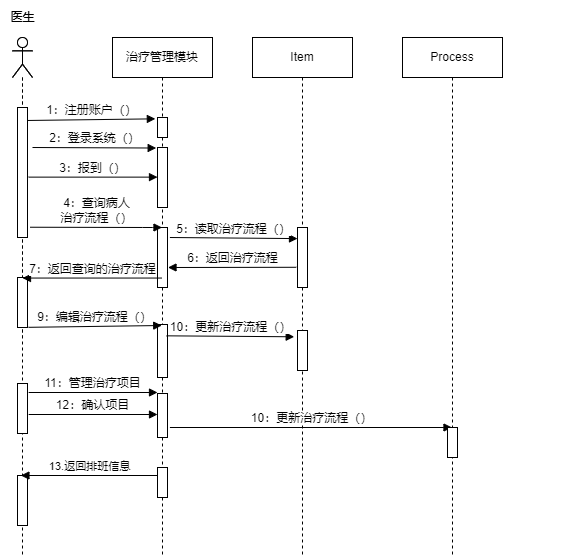 医生
治疗管理模块
Item
Process
1：注册账户（）
2：登录系统（）
3：报到（）
4：查询病人
治疗流程（）
5：读取治疗流程（）
6：返回治疗流程
7：返回查询的治疗流程
9：编辑治疗流程（）
10：更新治疗流程（）
11：管理治疗项目
12：确认项目
10：更新治疗流程（）
13.返回排班信息